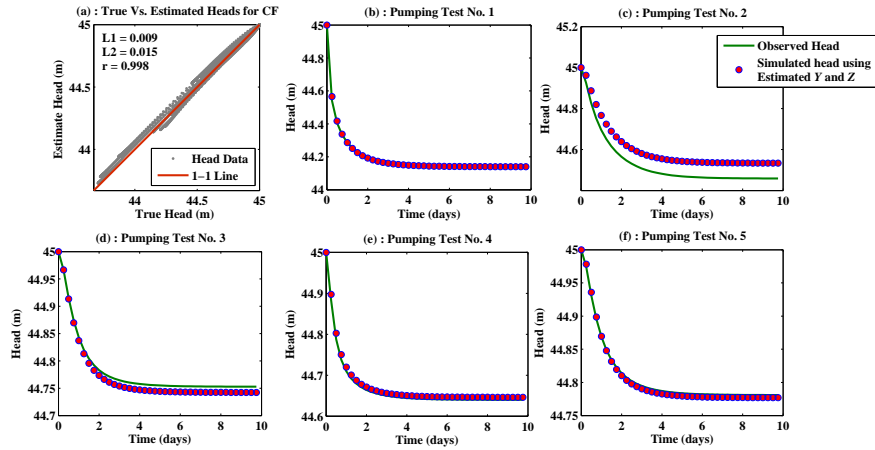 (a) : True Vs. Estimated Heads for CF
L1 = 0.009
L2 = 0.015
r = 0.998
Estimate Head (m)
45
44.5
44
Head Data
1−1 Line
44
44.5
45
True Head (m)
(b) : Pumping Test No. 1
Head (m)
45
44.8
44.6
44.4
44.2
44
0
2
4
6
8
10
Time (days)
(c) : Pumping Test No. 2
Head (m)
45.2
45
44.8
44.6
0
2
4
6
8
10
Time (days)
Observed Head
Simulated head using
Estimated Y and Z
(d) : Pumping Test No. 3
Head (m)
45
44.95
44.9
44.85
44.8
44.75
44.7
0
2
4
6
8
10
Time (days)
(e) : Pumping Test No. 4
Head (m)
45
44.9
44.8
44.7
44.6
0
2
4
6
8
10
Time (days)
(f) : Pumping Test No. 5
Head (m)
45
44.95
44.9
44.85
44.8
44.75
0
2
4
6
8
10
Time (days)